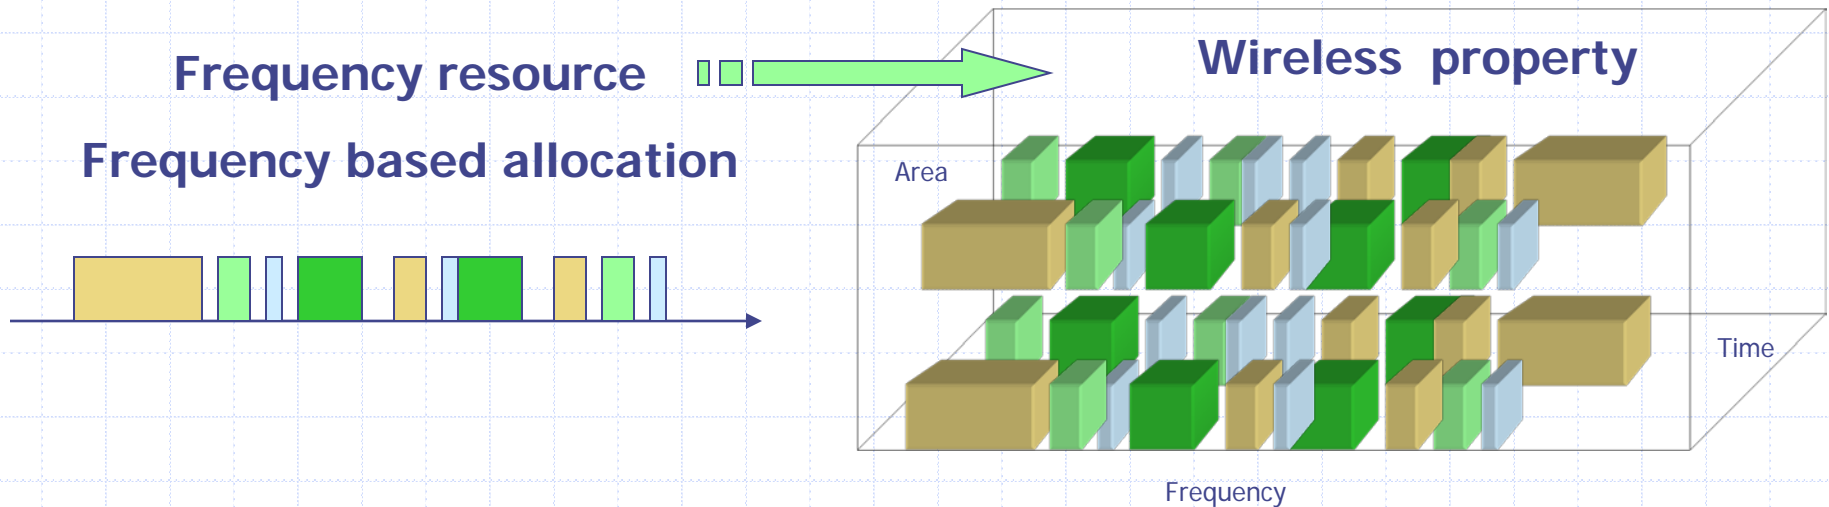 Frequency resource
Wireless property
Frequency based allocation
Area
Time
Frequency